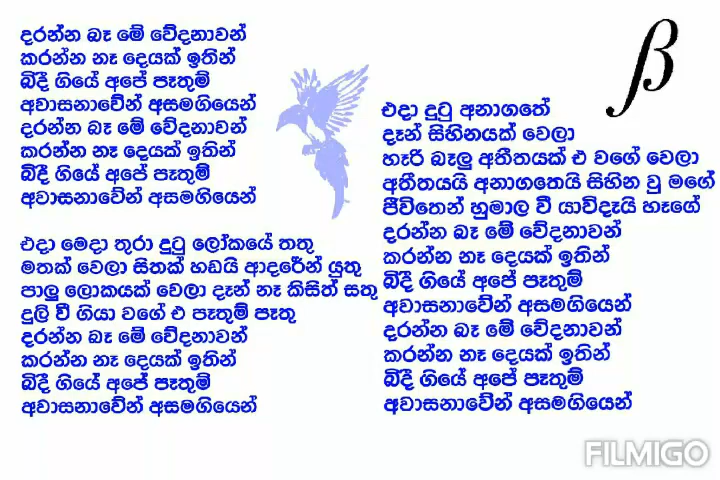 දරන්න බෑ මේ වේදනාවන්
කරන්න නෑ දෙයක් ඉතින්
බිදී ගියේ අපේ පැතුම්
අවාසනාවේන් අසමගියෙන්
දරන්න බෑ මේ වේදනාවන්
කරන්න නෑ දෙයක් ඉතින්
බිදී ගියේ අපේ පැතුම්
අවාසනාවේන් අසමගියෙන්
එදා මෙදා තුරා දුටු ලෝකයේ තතු
මතක් වෙලා සිතක් හඩයි ආදරේන් යුතු
පාලු ලොකයක් වෙලා දෑන් නෑ කිසිත් සතු
දුලි වී ගියා වගේ එ පැතුම් පෑතු
දරන්න බෑ මේ වේදනාවන්
කරන්න නෑ දෙයක් ඉතින්
බිදී ගියේ අපේ පැතුම්
අවාසනාවේන් අසමගියෙන්
β
එදා දුටු අනාගතේ
දෑන් සිහිනයක් වෙලා
හැරි බැලු අතීතයක් එ වගේ වෙලා
අතීතයයි අනාගතෙයි සිහින වු මගේ
ජීවිතෙන් හුමාල වී යාවිදෑයි හැගේ
දරන්න බෑ මේ වේදනාවන්
කරන්න නෑ දෙයක් ඉතින්
බිදී ගියේ අපේ පැතුම්
අවාසනාවේන් අසමගියෙන්
දරන්න බෑ මේ වේදනාවන්
කරන්න නෑ දෙයක් ඉතින්
බිදී ගියේ අපේ පැතුම්
අවාසනාවේන් අසමගියෙන්
FILMIGO